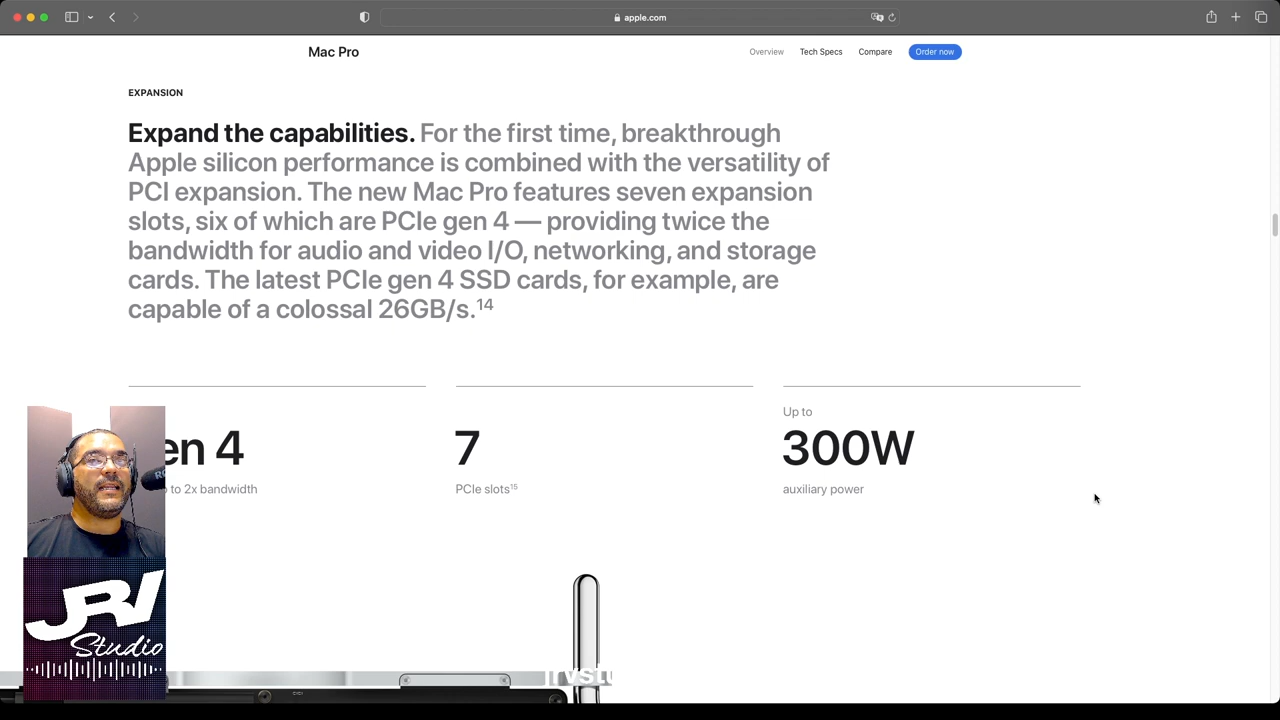 apple.com
Mac Pro
Overview
Tech Specs
Compare
Order now
EXPANSION
Expand the capabilities. For the first time, breakthrough
Apple silicon performance is combined with the versatility of
PCI expansion. The new Mac Pro features seven expansion
slots, six of which are PCIe gen 4 — providing twice the
bandwidth for audio and video I/O, networking, and storage
cards. The latest PCIe gen 4 SSD cards, for example, are
capable of a colossal 26GB/s.¹⁴
en 4
to 2x bandwidth
7
PCIe slots¹⁵
Up to
300W
auxiliary power
JRV
Studio